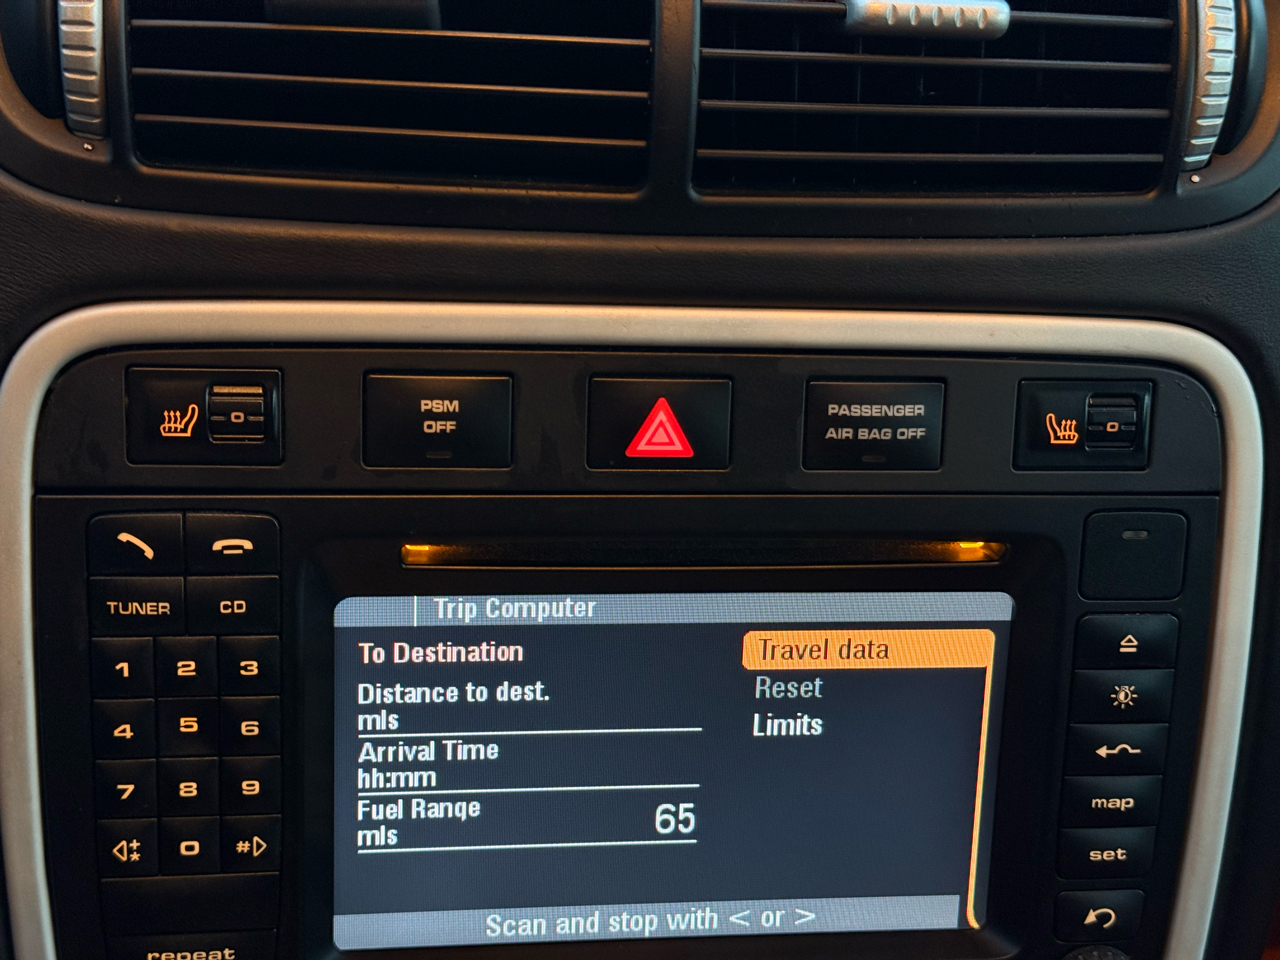 PSM
OFF
PASSENGER
AIR BAG OFF
TUNER
CD
1
2
3
4
5
6
7
8
9
*
0
#
repeat
map
set
Trip Computer
To Destination
Distance to dest.
mls
Arrival Time
hh:mm
Fuel Range
mls
65
Travel data
Reset
Limits
Scan and stop with < or >